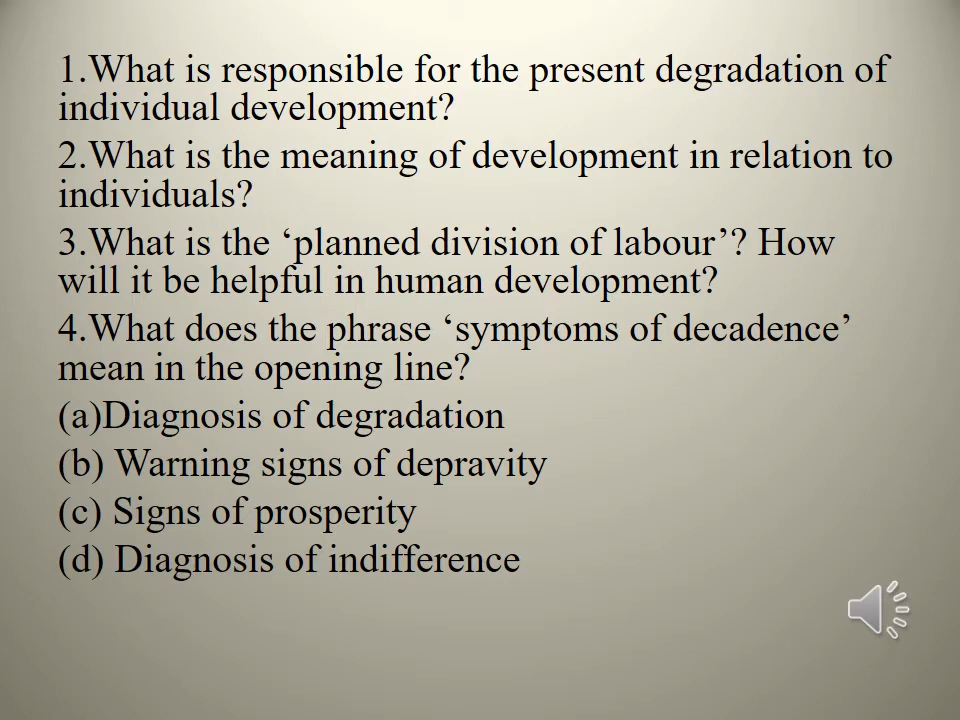 1.What is responsible for the present degradation of
individual development?
2.What is the meaning of development in relation to
individuals?
3.What is the ‘planned division of labour’? How
will it be helpful in human development?
4.What does the phrase ‘symptoms of decadence’
mean in the opening line?
(a)Diagnosis of degradation
(b) Warning signs of depravity
(c) Signs of prosperity
(d) Diagnosis of indifference